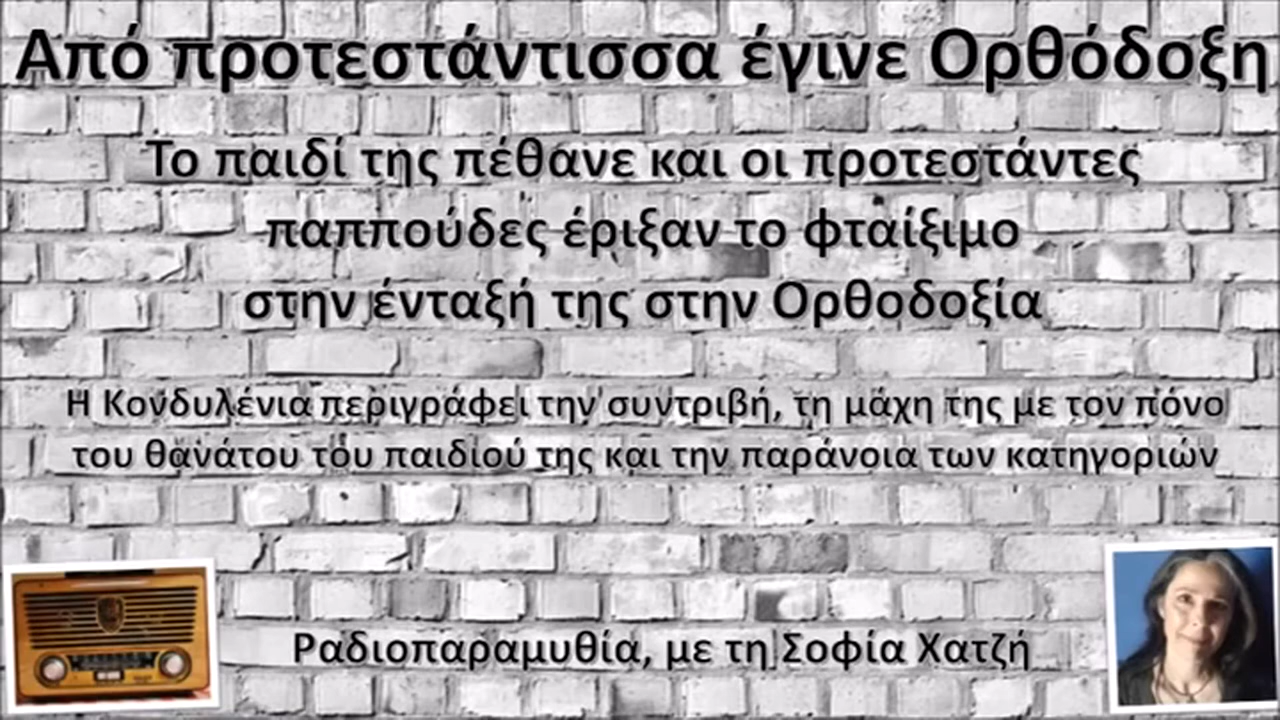 Από προτεστάντισσα έγινε Ορθόδοξη
Το παιδί της πέθανε και οι προτεστάντες
παππούδες έριξαν το φταίξιμο
στην ένταξή της στην Ορθοδοξία
Η Κονδυλένια περιγράφει την συντριβή, τη μάχη της με τον πόνο
του θανάτου του παιδιού της και την παράνοια των κατηγοριών
Ραδιοπαραμυθία, με τη Σοφία Χατζή